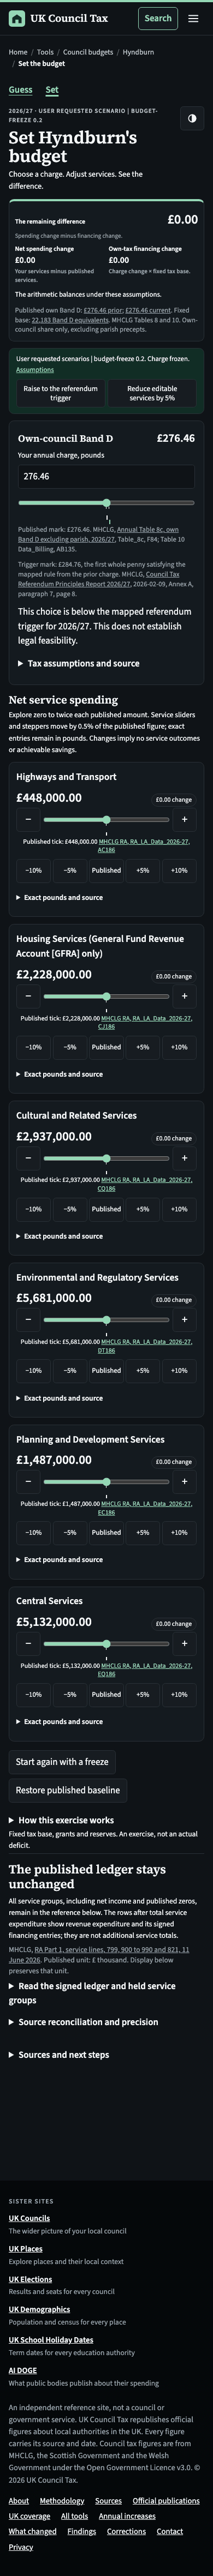 UK Council Tax
Search
Home / Tools / Council budgets / Hyndburn
/ Set the budget
Guess Set
2026/27 · USER REQUESTED SCENARIO | BUDGET-
FREEZE 0.2
Set Hyndburn's
budget
Choose a charge. Adjust services. See the
difference.
The remaining difference £0.00
Spending change minus financing change.
Net spending change
£0.00
Your services minus published
services.
Own-tax financing change
£0.00
Charge change × fixed tax base.
The arithmetic balances under these assumptions.
Published own Band D: £276.46 prior; £276.46 current. Fixed
base: 22,183 Band D equivalents. MHCLG Tables 8 and 10. Own-
council charge only, excluding parish precepts.
User requested scenarios | budget-freeze 0.2. Charge frozen.
Assumptions
Raise to the referendum
trigger
Reduce editable
services by 5%
Own-council Band D £276.46
Your annual charge, pounds
276.46
Published mark: £276.46. MHCLG, Annual Table 8c, own
Band D excluding parish, 2026/27, Table_8c, F84; Table 10
Data_Billing, AB135.
Trigger mark: £284.76, the first whole penny satisfying the
mapped rule from the prior charge. MHCLG, Council Tax
Referendum Principles Report 2026/27, 2026-02-09, Annex A,
paragraph 7, page 8.
This choice is below the mapped referendum
trigger for 2026/27. This does not establish
legal feasibility.
Tax assumptions and source
Net service spending
Explore zero to twice each published amount. Service sliders
and steppers move by 0.5% of the published figure; exact
entries remain in pounds. Changes imply no service outcomes
or achievable savings.
Highways and Transport
£448,000.00
£0.00 change
−
+
Published tick: £448,000.00 MHCLG RA, RA_LA_Data_2026-27,
AC186
−10% −5% Published +5% +10%
Exact pounds and source
Housing Services (General Fund Revenue
Account [GFRA] only)
£2,228,000.00
£0.00 change
−
+
Published tick: £2,228,000.00 MHCLG RA, RA_LA_Data_2026-27,
CJ186
−10% −5% Published +5% +10%
Exact pounds and source
Cultural and Related Services
£2,937,000.00
£0.00 change
−
+
Published tick: £2,937,000.00 MHCLG RA, RA_LA_Data_2026-27,
CQ186
−10% −5% Published +5% +10%
Exact pounds and source
Environmental and Regulatory Services
£5,681,000.00
£0.00 change
−
+
Published tick: £5,681,000.00 MHCLG RA, RA_LA_Data_2026-27,
DT186
−10% −5% Published +5% +10%
Exact pounds and source
Planning and Development Services
£1,487,000.00
£0.00 change
−
+
Published tick: £1,487,000.00 MHCLG RA, RA_LA_Data_2026-27,
EC186
−10% −5% Published +5% +10%
Exact pounds and source
Central Services
£5,132,000.00
£0.00 change
−
+
Published tick: £5,132,000.00 MHCLG RA, RA_LA_Data_2026-27,
EQ186
−10% −5% Published +5% +10%
Exact pounds and source
Start again with a freeze
Restore published baseline
How this exercise works
Fixed tax base, grants and reserves. An exercise, not an actual
deficit.
The published ledger stays
unchanged
All service groups, including net income and published zeros,
remain in the reference below. The rows after total service
expenditure show revenue expenditure and its signed
financing entries; they are not additional service totals.
MHCLG, RA Part 1, service lines, 799, 900 to 990 and 821, 11
June 2026. Published unit: £ thousand. Display below
preserves that unit.
Read the signed ledger and held service
groups
Source reconciliation and precision
Sources and next steps
SISTER SITES
UK Councils
The wider picture of your local council
UK Places
Explore places and their local context
UK Elections
Results and seats for every council
UK Demographics
Population and census for every place
UK School Holiday Dates
Term dates for every education authority
AI DOGE
What public bodies publish about their spending
An independent reference site, not a council or
government service. UK Council Tax republishes official
figures about local authorities in the UK. Every figure
carries its source and date. Council tax figures are from
MHCLG, the Scottish Government and the Welsh
Government under the Open Government Licence v3.0. ©
2026 UK Council Tax.
About Methodology Sources Official publications
UK coverage All tools Annual increases
What changed Findings Corrections Contact
Privacy